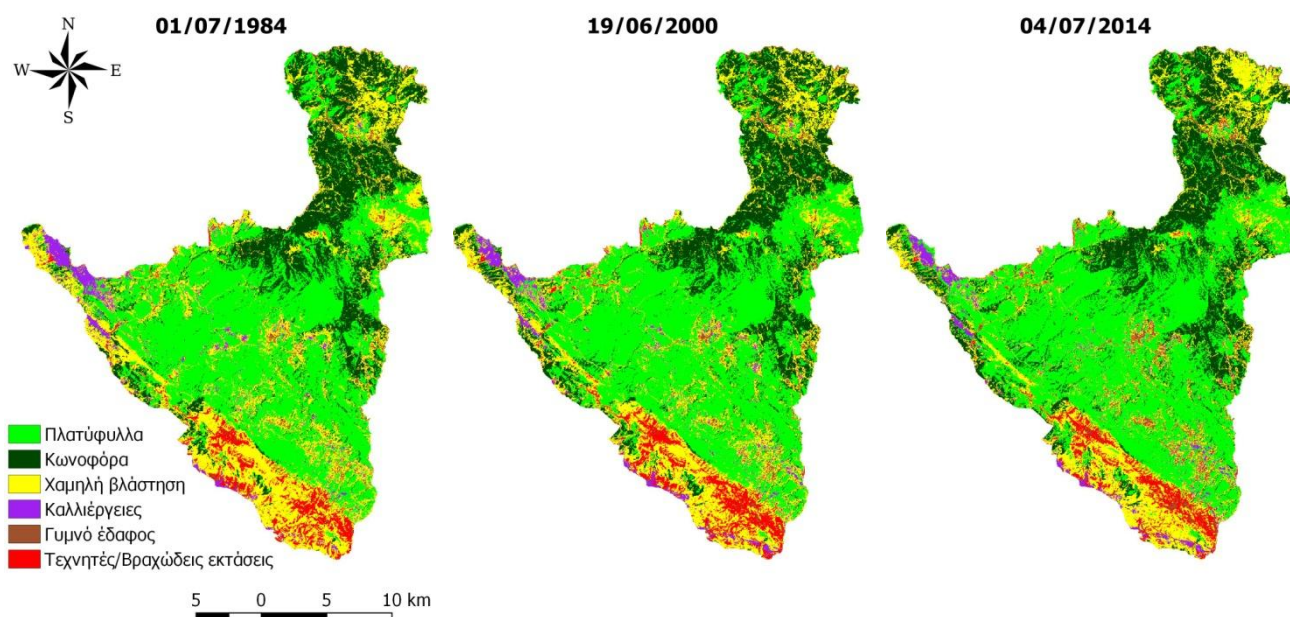 01/07/1984
19/06/2000
04/07/2014
N
W E
S
Πλατύφυλλα
Κωνοφόρα
Χαμηλή βλάστηση
Καλλιέργειες
Γυμνό έδαφος
Τεχνητές/Βραχώδεις εκτάσεις
5 0 5 10 km